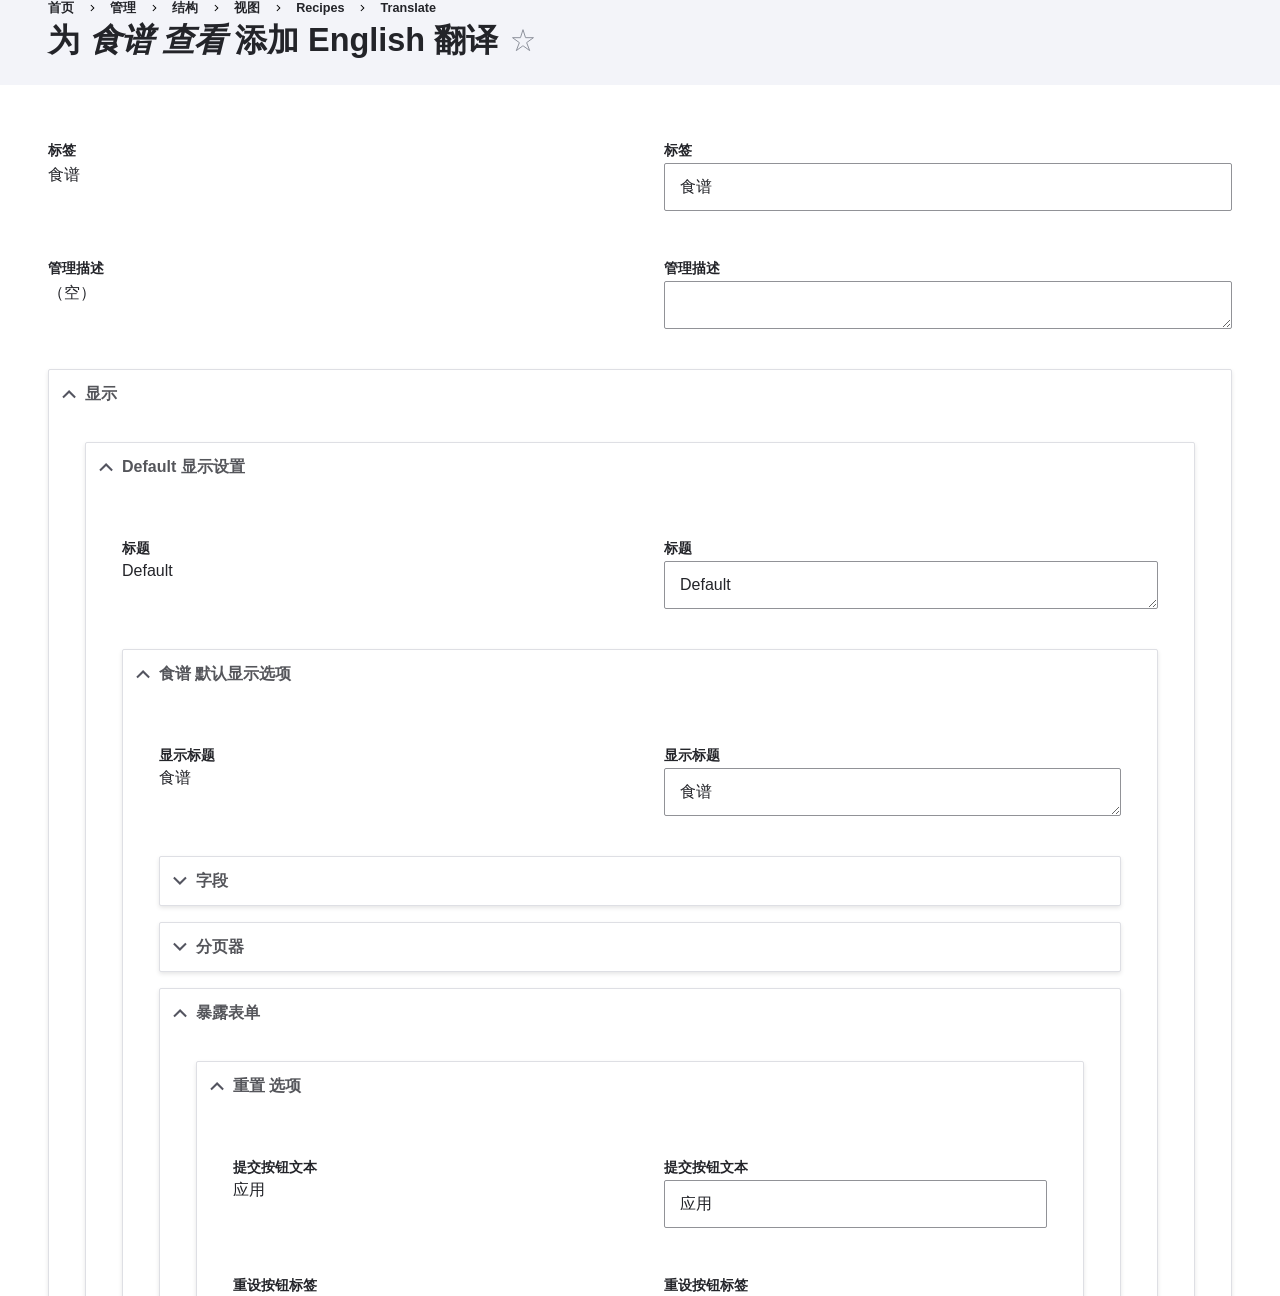 首页 › 管理 › 结构 › 视图 › Recipes › Translate
为 食谱 查看 添加 English 翻译
标签 标签
食谱 食谱
管理描述 管理描述
（空）
显示
Default 显示设置
标题 标题
Default Default
食谱 默认显示选项
显示标题 显示标题
食谱 食谱
字段
分页器
暴露表单
重置 选项
提交按钮文本 提交按钮文本
应用 应用
重设按钮标签 重设按钮标签